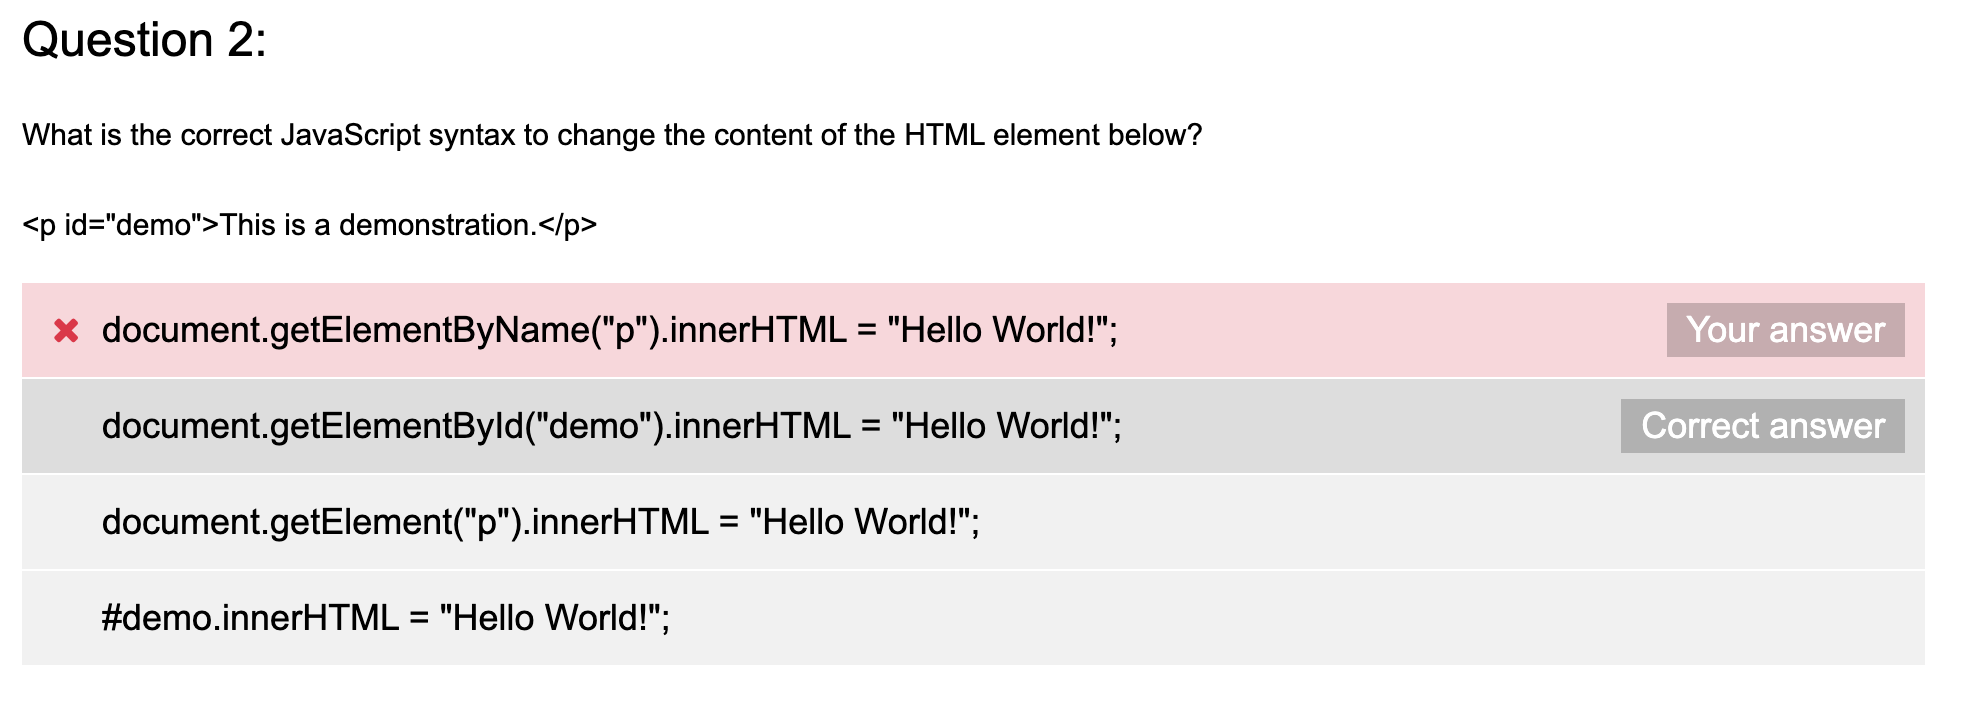 Question 2:
What is the correct JavaScript syntax to change the content of the HTML element below?
<p id="demo">This is a demonstration.</p>
document.getElementByName("p").innerHTML = "Hello World!"; Your answer
document.getElementById("demo").innerHTML = "Hello World!"; Correct answer
document.getElement("p").innerHTML = "Hello World!";
#demo.innerHTML = "Hello World!";